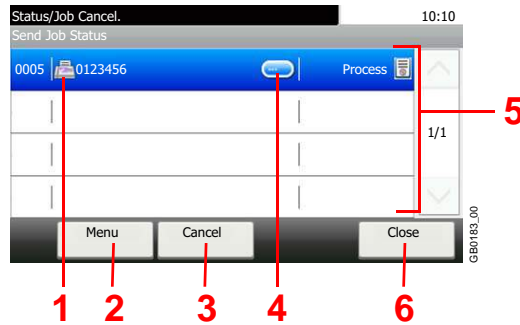 Status/Job Cancel. 10:10
Send Job Status
0005 0123456 Process
5
1/1
Menu Cancel Close
GB0183_00
1 2 3 4 6